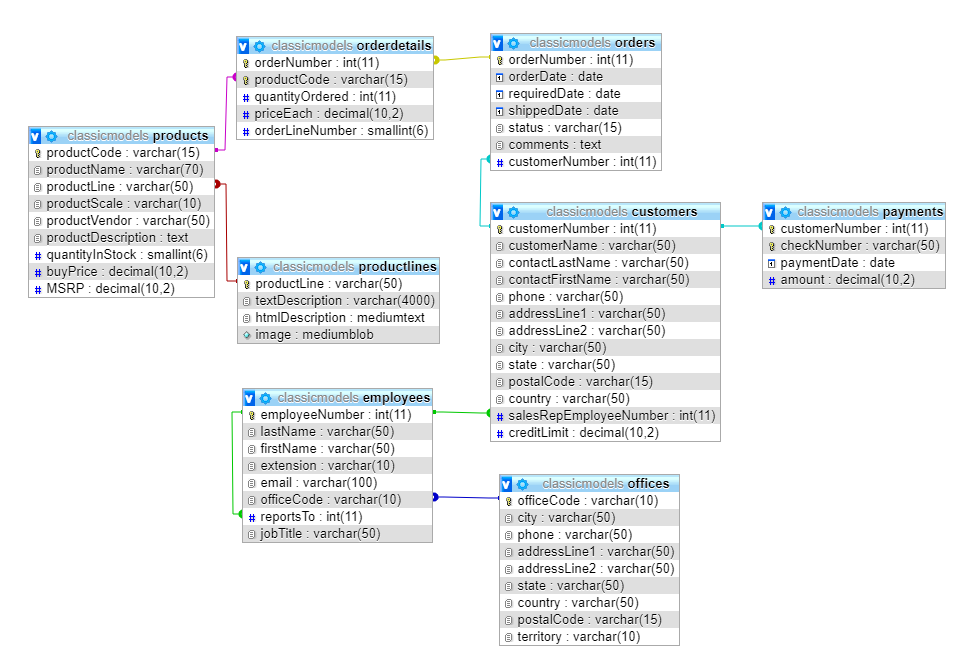 classicmodels orderdetails
orderNumber : int(11)
productCode : varchar(15)
quantityOrdered : int(11)
priceEach : decimal(10,2)
orderLineNumber : smallint(6)
classicmodels orders
orderNumber : int(11)
orderDate : date
requiredDate : date
shippedDate : date
status : varchar(15)
comments : text
customerNumber : int(11)
classicmodels products
productCode : varchar(15)
productName : varchar(70)
productLine : varchar(50)
productScale : varchar(10)
productVendor : varchar(50)
productDescription : text
quantityInStock : smallint(6)
buyPrice : decimal(10,2)
MSRP : decimal(10,2)
classicmodels customers
customerNumber : int(11)
customerName : varchar(50)
contactLastName : varchar(50)
contactFirstName : varchar(50)
phone : varchar(50)
addressLine1 : varchar(50)
addressLine2 : varchar(50)
city : varchar(50)
state : varchar(50)
postalCode : varchar(15)
country : varchar(50)
salesRepEmployeeNumber : int(11)
creditLimit : decimal(10,2)
classicmodels payments
customerNumber : int(11)
checkNumber : varchar(50)
paymentDate : date
amount : decimal(10,2)
classicmodels productlines
productLine : varchar(50)
textDescription : varchar(4000)
htmlDescription : mediumtext
image : mediumblob
classicmodels employees
employeeNumber : int(11)
lastName : varchar(50)
firstName : varchar(50)
extension : varchar(10)
email : varchar(100)
officeCode : varchar(10)
reportsTo : int(11)
jobTitle : varchar(50)
classicmodels offices
officeCode : varchar(10)
city : varchar(50)
phone : varchar(50)
addressLine1 : varchar(50)
addressLine2 : varchar(50)
state : varchar(50)
country : varchar(50)
postalCode : varchar(15)
territory : varchar(10)